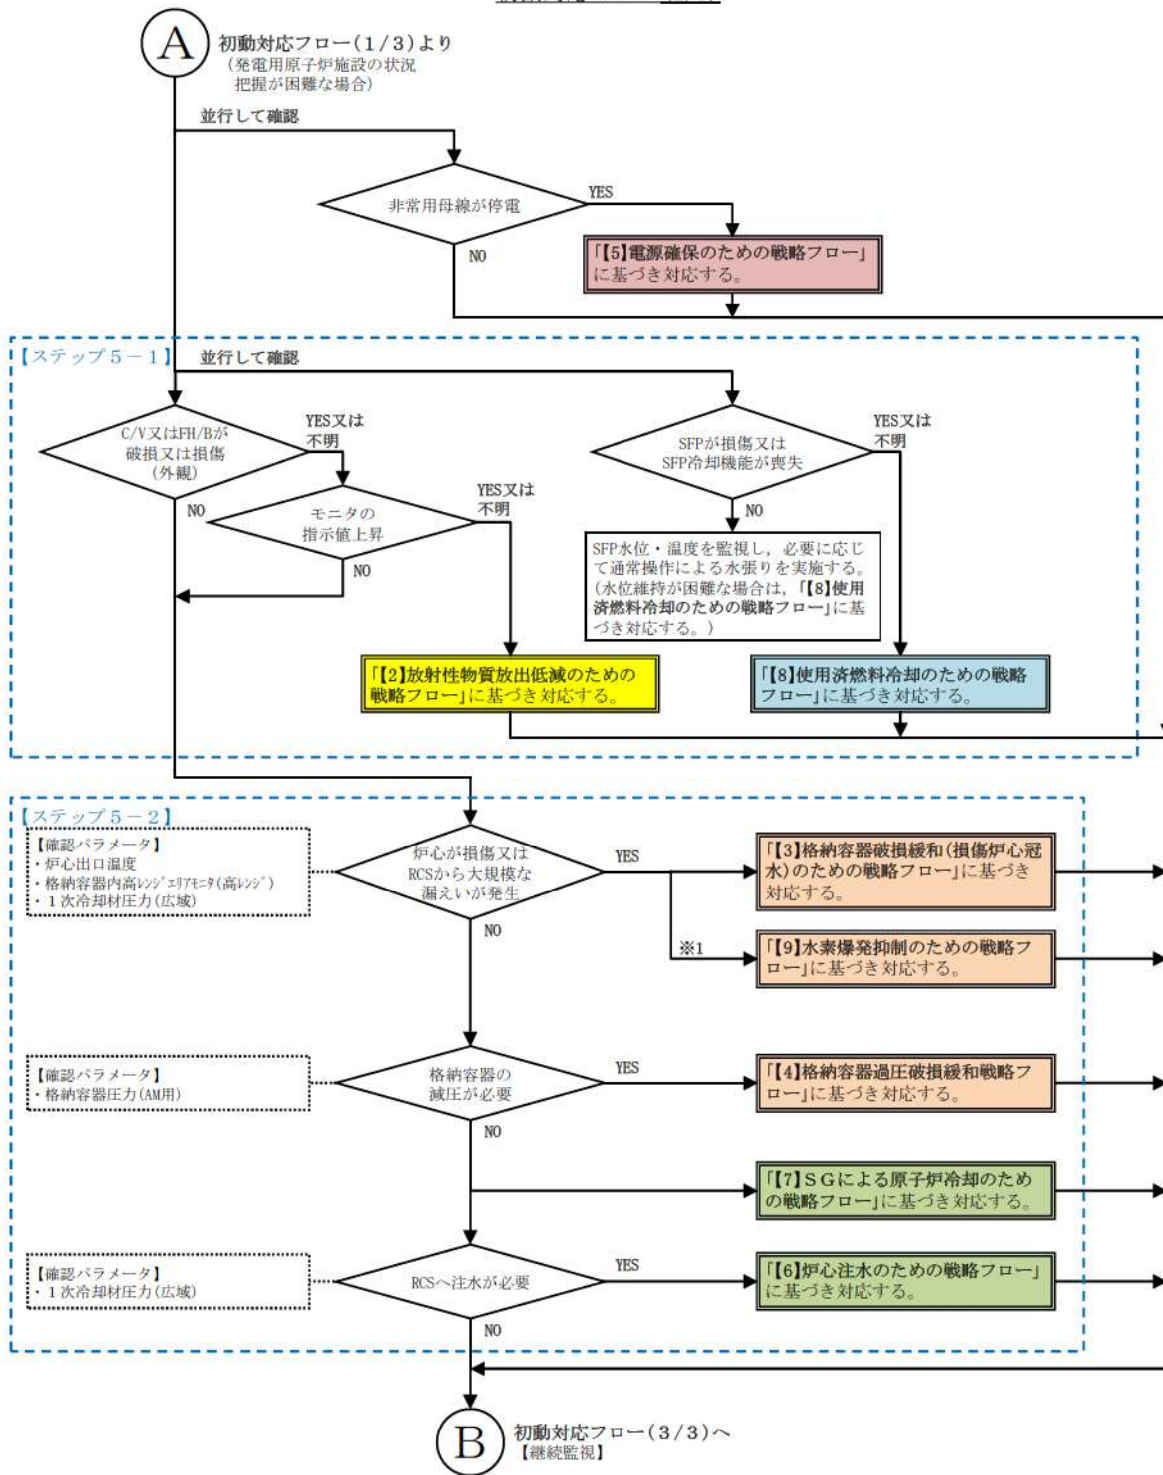 A
初動対応フロー(1/3)より
(発電用原子炉施設の状況
把握が困難な場合)
並行して確認
非常用母線が停電
YES
NO
「【5】電源確保のための戦略フロー」
に基づき対応する。
【ステップ5-1】
並行して確認
C/V又はFH/Bが
破損又は損傷
(外観)
YES又は
不明
NO
モニタの
指示値上昇
YES又は
不明
NO
SFPが損傷又は
SFP冷却機能が喪失
YES又は
不明
NO
SFP水位・温度を監視し，必要に応じ
て通常操作による水張りを実施する。
(水位維持が困難な場合は，「【8】使用
済燃料冷却のための戦略フロー」に基
づき対応する。)
「【2】放射性物質放出低減のための
戦略フロー」に基づき対応する。
「【8】使用済燃料冷却のための戦略
フロー」に基づき対応する。
【ステップ5-2】
【確認パラメータ】
・炉心出口温度
・格納容器内高ﾚﾝｼﾞｴﾘｱﾓﾆﾀ(高ﾚﾝｼﾞ)
・1次冷却材圧力(広域)
炉心が損傷又は
RCSから大規模な
漏えいが発生
YES
NO
※1
「【3】格納容器破損緩和(損傷炉心冠
水)のための戦略フロー」に基づき
対応する。
「【9】水素爆発抑制のための戦略フ
ロー」に基づき対応する。
【確認パラメータ】
・格納容器圧力(AM用)
格納容器の
減圧が必要
YES
NO
「【4】格納容器過圧破損緩和戦略フ
ロー」に基づき対応する。
「【7】SGによる原子炉冷却のため
の戦略フロー」に基づき対応する。
【確認パラメータ】
・1次冷却材圧力(広域)
RCSへ注水が必要
YES
NO
「【6】炉心注水のための戦略フロー」
に基づき対応する。
B
初動対応フロー(3/3)へ
【継続監視】